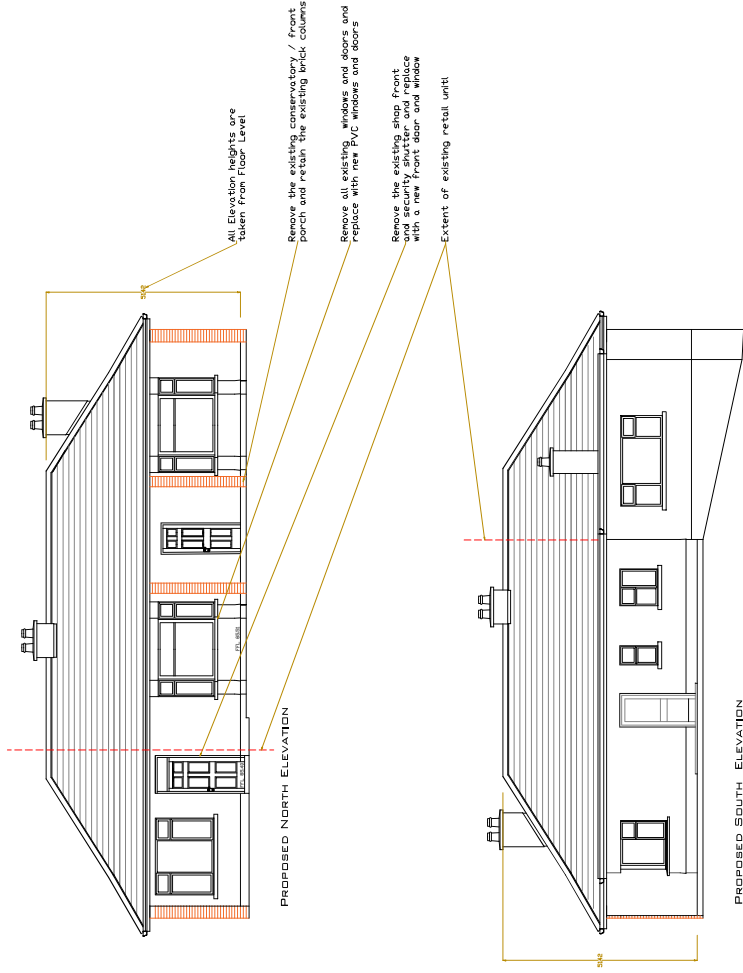 All Elevation heights are
taken from Floor Level
Remove the existing conservatory / front
porch and retain the existing brick columns
Remove all existing windows and doors and
replace with new PVC windows and doors
Remove the existing shop front
and security shutter and replace
with a new front door and window
Extent of existing retail unit1
5142
PROPOSED NORTH ELEVATION
5142
PROPOSED SOUTH ELEVATION